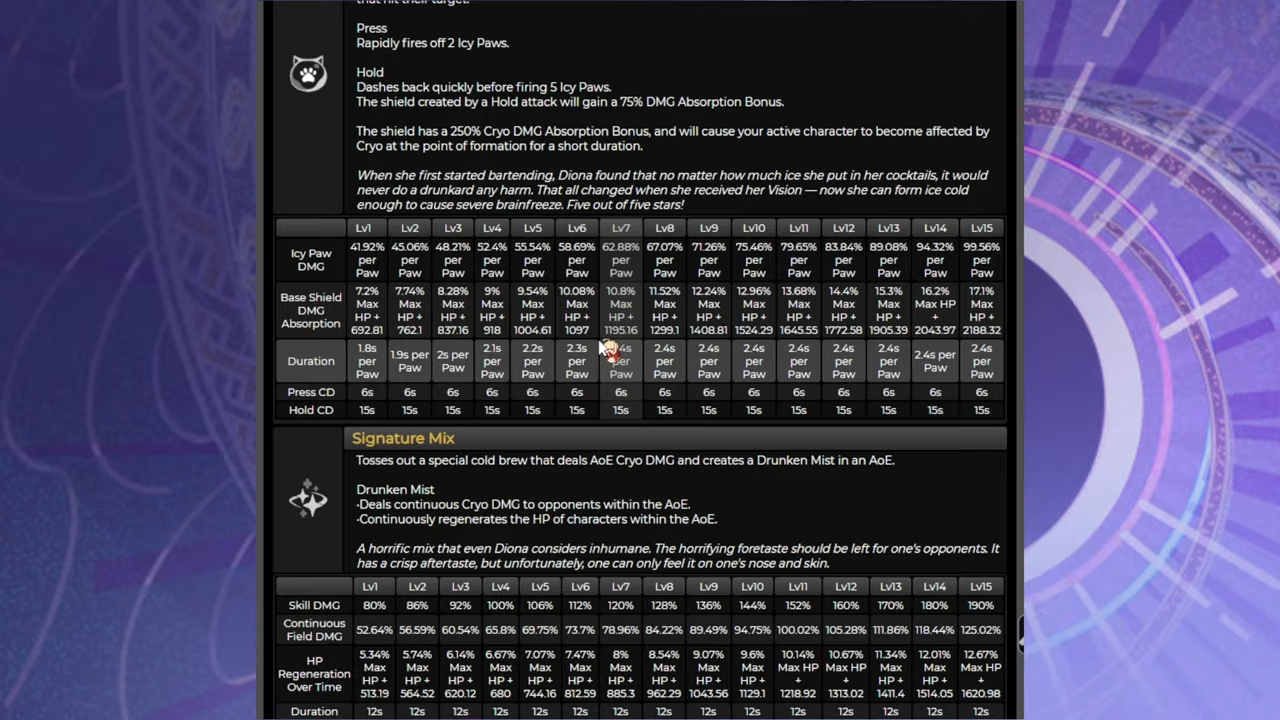 that hit their target.
Press
Rapidly fires off 2 Icy Paws.
Hold
Dashes back quickly before firing 5 Icy Paws.
The shield created by a Hold attack will gain a 75% DMG Absorption Bonus.
The shield has a 250% Cryo DMG Absorption Bonus, and will cause your active character to become affected by
Cryo at the point of formation for a short duration.
When she first started bartending, Diona found that no matter how much ice she put in her cocktails, it would
never do a drunkard any harm. That all changed when she received her Vision — now she can form ice cold
enough to cause severe brainfreeze. Five out of five stars!
Lv1 Lv2 Lv3 Lv4 Lv5 Lv6 Lv7 Lv8 Lv9 Lv10 Lv11 Lv12 Lv13 Lv14 Lv15
41.92% 45.06% 48.21% 52.4% 55.54% 58.69% 62.88% 67.07% 71.26% 75.46% 79.65% 83.84% 89.08% 94.32% 99.56%
Icy Paw per per per per per per per per per per per per per per per
DMG Paw Paw Paw Paw Paw Paw Paw Paw Paw Paw Paw Paw Paw Paw Paw
7.2% 7.74% 8.28% 9% 9.54% 10.08% 10.8% 11.52% 12.24% 12.96% 13.68% 14.4% 15.3% 16.2% 17.1%
Base Shield Max Max Max Max Max Max Max Max Max Max Max Max Max Max HP Max
DMG HP + HP + HP + HP + HP + HP + HP + HP + HP + HP + HP + HP + HP + + HP +
Absorption 692.81 762.1 837.16 918 1004.61 1097 1195.16 1299.1 1408.81 1524.29 1645.55 1772.58 1905.39 2043.97 2188.32
1.8s 2.1s 2.2s 2.3s 4s 2.4s 2.4s 2.4s 2.4s 2.4s 2.4s 2.4s
Duration per 1.9s per 2s per per per per per per per per per per per 2.4s per per
Paw Paw Paw Paw Paw Paw Paw Paw Paw Paw Paw Paw Paw Paw Paw
Press CD 6s 6s 6s 6s 6s 6s 6s 6s 6s 6s 6s 6s 6s 6s 6s
Hold CD 15s 15s 15s 15s 15s 15s 15s 15s 15s 15s 15s 15s 15s 15s 15s
Signature Mix
Tosses out a special cold brew that deals AoE Cryo DMG and creates a Drunken Mist in an AoE.
Drunken Mist
·Deals continuous Cryo DMG to opponents within the AoE.
·Continuously regenerates the HP of characters within the AoE.
A horrific mix that even Diona considers inhumane. The horrifying foretaste should be left for one's opponents. It
has a crisp aftertaste, but unfortunately, one can only feel it on one's nose and skin.
Lv1 Lv2 Lv3 Lv4 Lv5 Lv6 Lv7 Lv8 Lv9 Lv10 Lv11 Lv12 Lv13 Lv14 Lv15
Skill DMG 80% 86% 92% 100% 106% 112% 120% 128% 136% 144% 152% 160% 170% 180% 190%
Continuous
Field DMG 52.64% 56.59% 60.54% 65.8% 69.75% 73.7% 78.96% 84.22% 89.49% 94.75% 100.02% 105.28% 111.86% 118.44% 125.02%
5.34% 5.74% 6.14% 6.67% 7.07% 7.47% 8% 8.54% 9.07% 9.6% 10.14% 10.67% 11.34% 12.01% 12.67%
HP Max Max Max Max Max Max Max Max Max Max Max HP Max HP Max HP Max HP Max HP
Regeneration HP + HP + HP + HP + HP + HP + HP + HP + HP + HP + + + + + +
Over Time 513.19 564.52 620.12 680 744.16 812.59 885.3 962.29 1043.56 1129.1 1218.92 1313.02 1411.4 1514.05 1620.98
Duration 12s 12s 12s 12s 12s 12s 12s 12s 12s 12s 12s 12s 12s 12s 12s